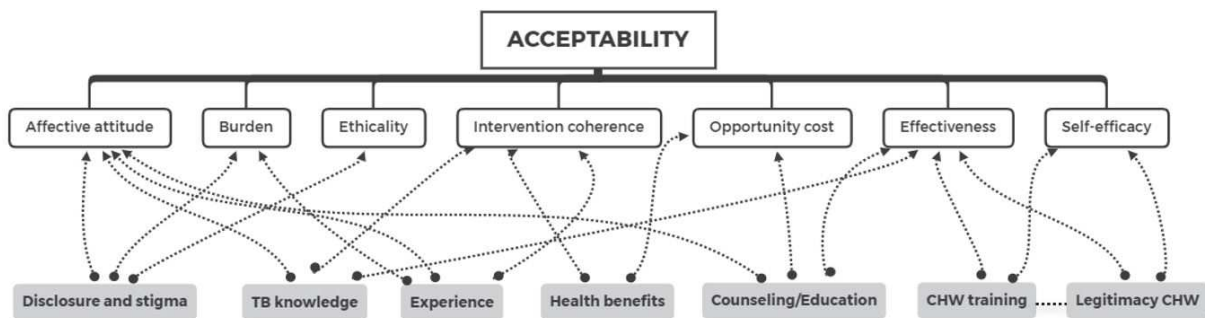 ACCEPTABILITY
Affective attitude
Burden
Ethicality
Intervention coherence
Opportunity cost
Effectiveness
Self-efficacy
Disclosure and stigma
TB knowledge
Experience
Health benefits
Counseling/Education
CHW training
Legitimacy CHW